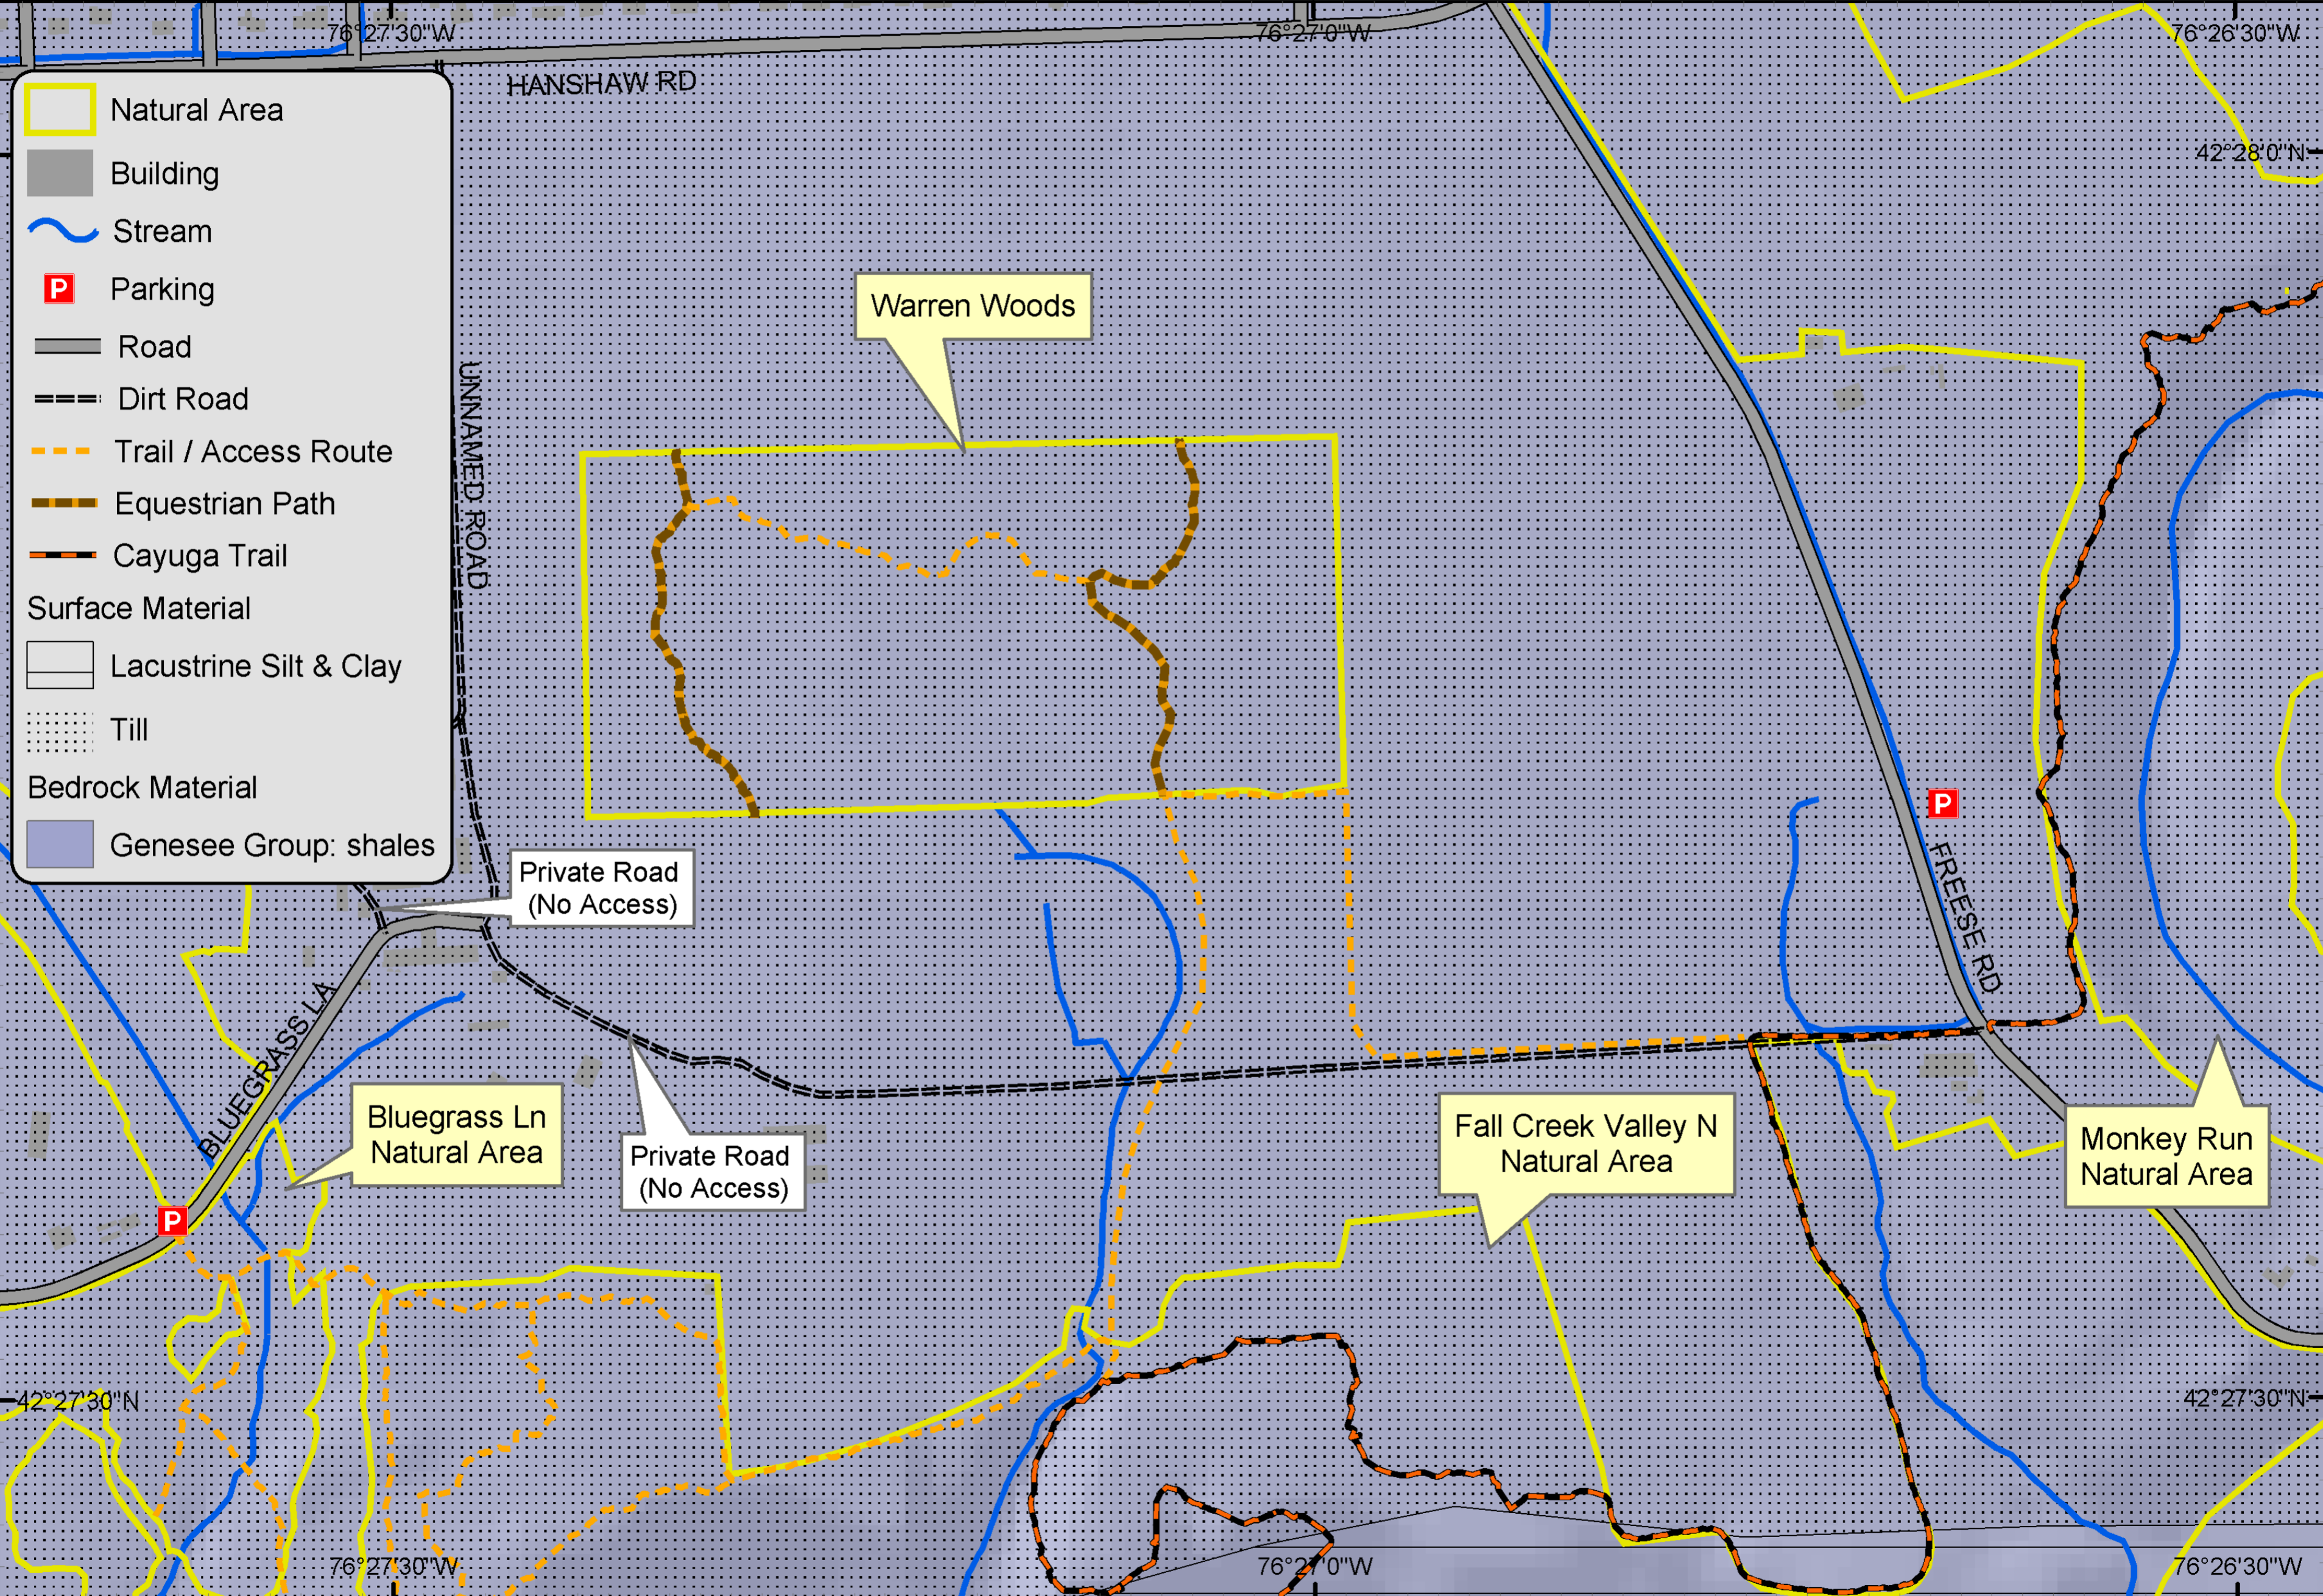 76°27'30"W
76°27'0"W
76°26'30"W
HANSHAW RD
42°28'0"N
Natural Area
Building
Stream
P
Parking
Road
Dirt Road
Trail / Access Route
Equestrian Path
Cayuga Trail
Surface Material
Lacustrine Silt & Clay
Till
Bedrock Material
Genesee Group: shales
UNNAMED ROAD
Warren Woods
P
FREESE RD
Private Road
(No Access)
BLUEGRASS LA
Bluegrass Ln
Natural Area
Private Road
(No Access)
Fall Creek Valley N
Natural Area
Monkey Run
Natural Area
P
42°27'30"N
42°27'30"N
76°27'30"W
76°27'0"W
76°26'30"W